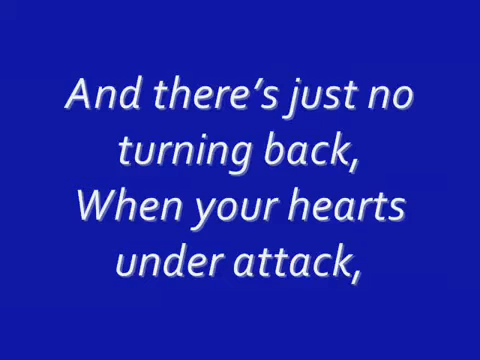 And there’s just no
turning back,
When your hearts
under attack,